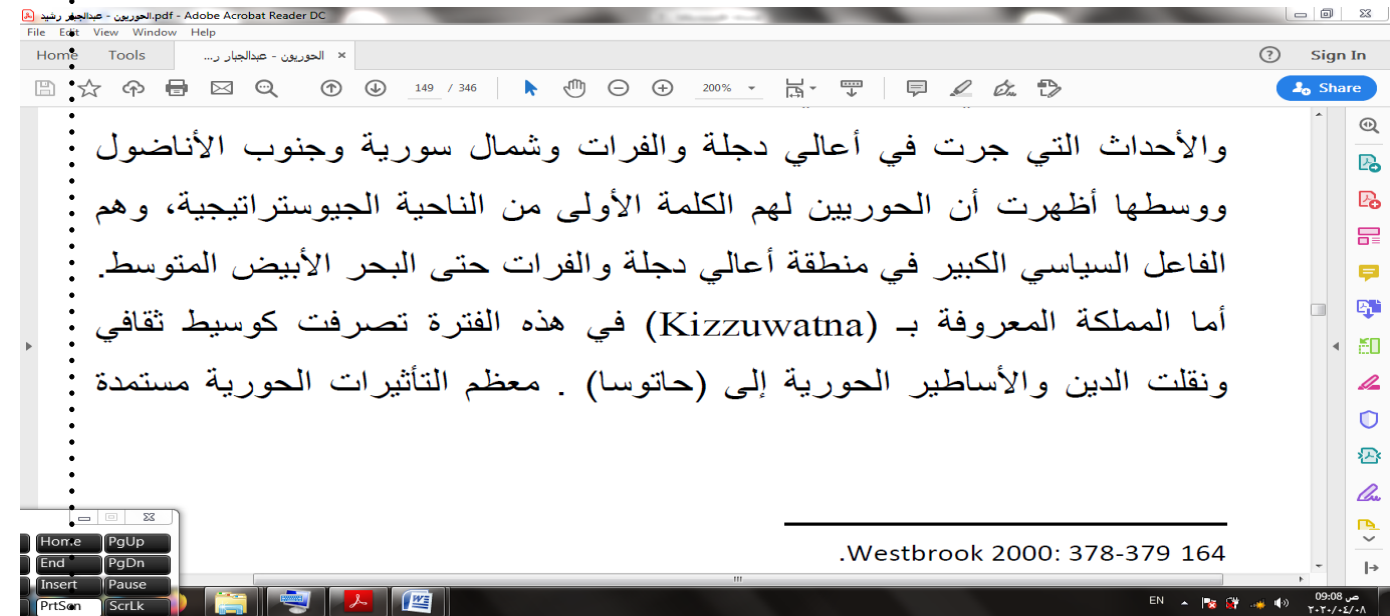 الحوريون - عبدالجبار رشيد.pdf - Adobe Acrobat Reader DC
File Edit View Window Help
Home Tools الحوريون - عبدالجبار ر... × ? Sign In
149 / 346 200% Share
والأحداث التي جرت في أعالي دجلة والفرات وشمال سورية وجنوب الأناضول
ووسطها أظهرت أن الحوريين لهم الكلمة الأولى من الناحية الجيوستراتيجية، وهم
الفاعل السياسي الكبير في منطقة أعالي دجلة والفرات حتى البحر الأبيض المتوسط.
أما المملكة المعروفة بـ (Kizzuwatna) في هذه الفترة تصرفت كوسيط ثقافي
ونقلت الدين والأساطير الحورية إلى (حاتوسا) . معظم التأثيرات الحورية مستمدة
.Westbrook 2000: 378-379 164
Home PgUp
End PgDn
Insert Pause
PrtScn ScrLk
EN 09:08 ص
٢٠٢٠/٠٤/٠٨